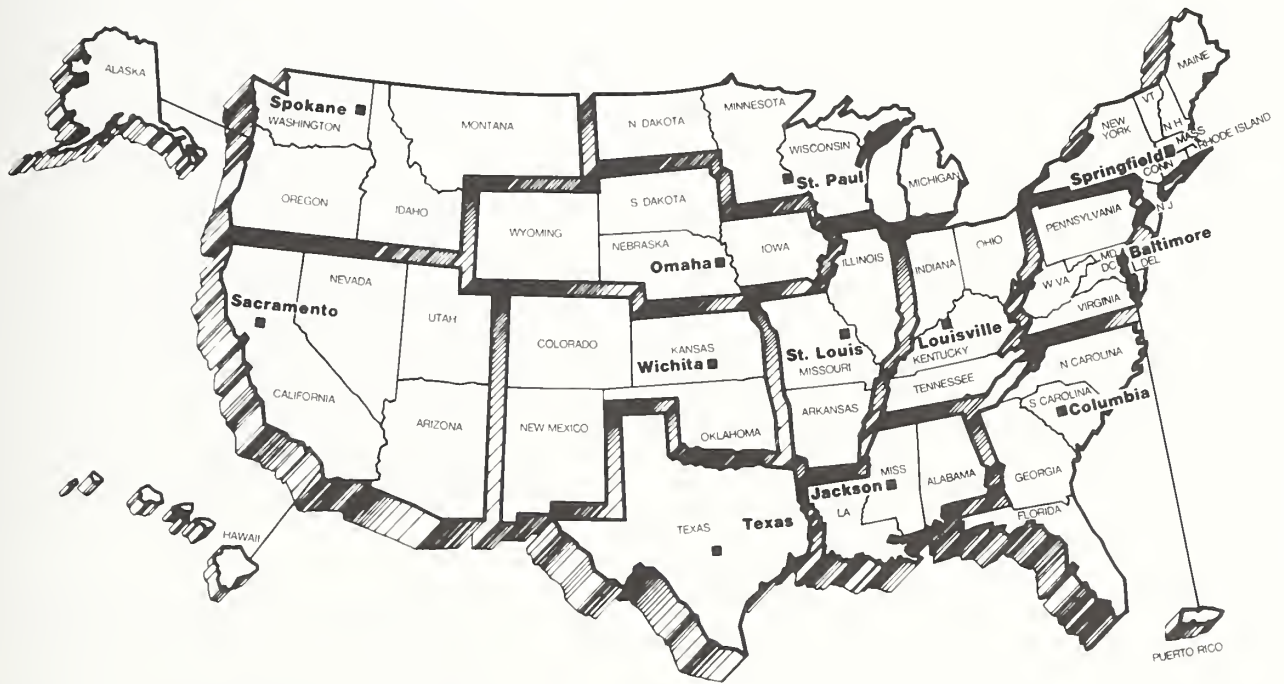 ALASKA
Spokane
WASHINGTON
MONTANA
N DAKOTA
MINNESOTA
WISCONSIN
MICHIGAN
St. Paul
OREGON
IDAHO
WYOMING
S DAKOTA
NEBRASKA
Omaha
IOWA
MAINE
VT
N H
NEW
YORK
MASS
RHODE ISLAND
Springfield
CONN
N J
PENNSYLVANIA
Baltimore
MD
DC
DEL
W VA
VIRGINIA
OHIO
INDIANA
ILLINOIS
NEVADA
Sacramento
UTAH
COLORADO
KANSAS
Wichita
St. Louis
MISSOURI
Louisville
KENTUCKY
TENNESSEE
N CAROLINA
S CAROLINA
Columbia
CALIFORNIA
ARIZONA
NEW MEXICO
OKLAHOMA
ARKANSAS
MISS
Jackson
LA
ALABAMA
GEORGIA
FLORIDA
TEXAS
Texas
HAWAII
PUERTO RICO